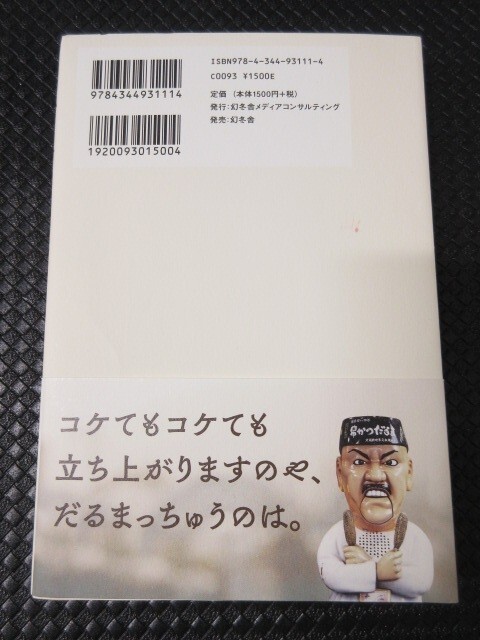 ISBN978-4-344-93111-4
C0093 ¥1500E
定価 (本体1500円+税)
発行:幻冬舎メディアコンサルティング
発売:幻冬舎
9784344931114
1920093015004
コケてもコケても
立ち上がりますのや、
だるまっちゅうのは。
串かつだるま